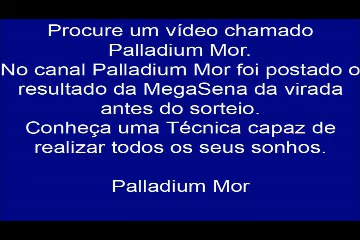 Procure um vídeo chamado
Palladium Mor.
No canal Palladium Mor foi postado o
resultado da MegaSena da virada
antes do sorteio.
Conheça uma Técnica capaz de
realizar todos os seus sonhos.
Palladium Mor